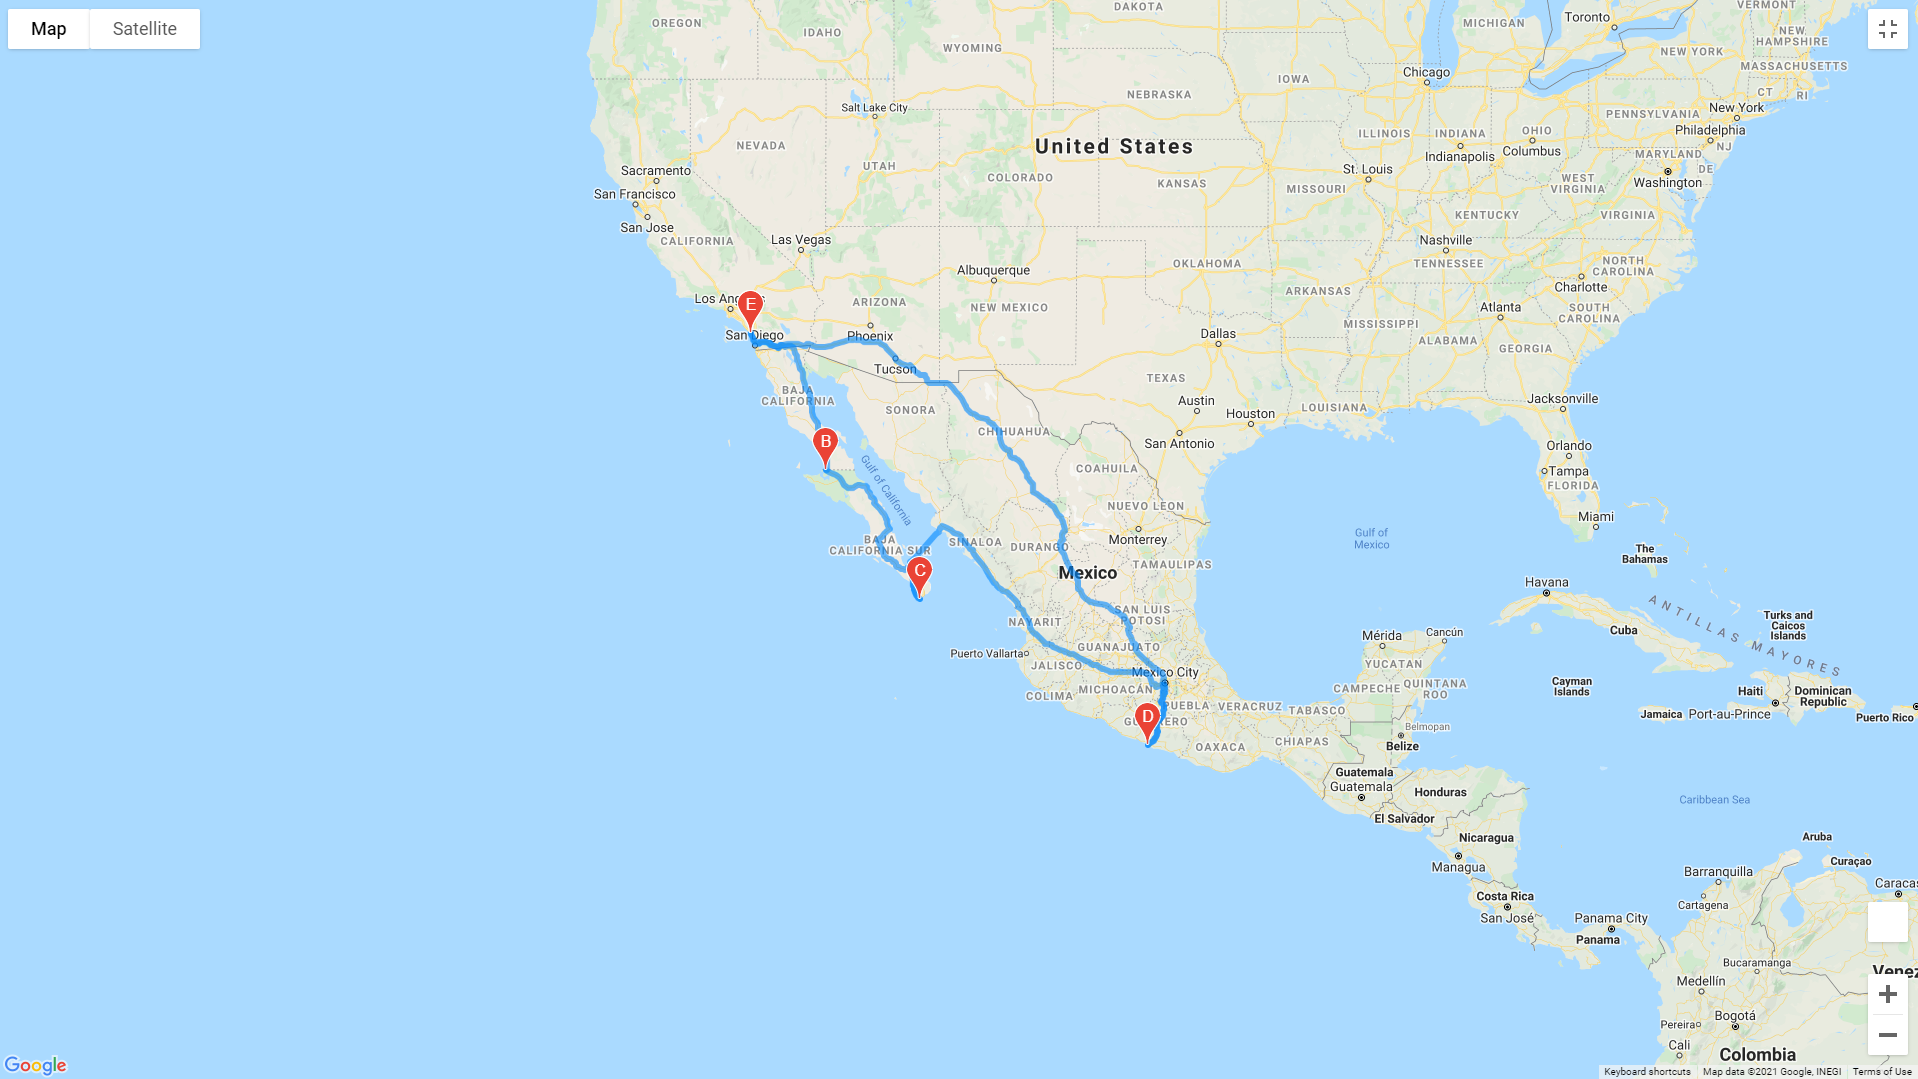 Map
Satellite
OREGON
IDAHO
WYOMING
DAKOTA
MICHIGAN
Toronto
VERMONT
NEW
HAMPSHIRE
NEW YORK
MASSACHUSETTS
CT
RI
Chicago
IOWA
NEBRASKA
Salt Lake City
New York
PENNSYLVANIA
Philadelphia
NJ
ILLINOIS
INDIANA
OHIO
Columbus
Indianapolis
NEVADA
UTAH
United States
COLORADO
KANSAS
MISSOURI
St. Louis
MARYLAND
DE
Washington
WEST
VIRGINIA
VIRGINIA
KENTUCKY
Sacramento
San Francisco
San Jose
CALIFORNIA
Las Vegas
Albuquerque
OKLAHOMA
Nashville
TENNESSEE
NORTH
CAROLINA
Charlotte
ARKANSAS
ARIZONA
NEW MEXICO
Atlanta
SOUTH
CAROLINA
Los Angeles
E
San Diego
Phoenix
Tucson
Dallas
MISSISSIPPI
ALABAMA
GEORGIA
TEXAS
BAJA
CALIFORNIA
SONORA
Austin
Houston
LOUISIANA
Jacksonville
San Antonio
CHIHUAHUA
B
COAHUILA
Gulf of California
Orlando
Tampa
FLORIDA
Miami
NUEVO LEON
Monterrey
Gulf of
Mexico
The
Bahamas
BAJA
CALIFORNIA SUR
SINALOA
DURANGO
TAMAULIPAS
C
Mexico
Havana
ANTILLAS MAYORES
Turks and
Caicos
Islands
Cuba
SAN LUIS
POTOSI
NAYARIT
Puerto Vallarta
GUANAJUATO
JALISCO
Mérida
Cancún
YUCATAN
Mexico City
COLIMA
MICHOACÁN
CAMPECHE
QUINTANA
ROO
Cayman
Islands
Haiti
Dominican
Republic
Jamaica
Port-au-Prince
Puerto Rico
PUEBLA
VERACRUZ
TABASCO
D
GUERRERO
OAXACA
CHIAPAS
Belmopan
Belize
Guatemala
Guatemala
Honduras
El Salvador
Nicaragua
Managua
Caribbean Sea
Aruba
Curaçao
Barranquilla
Caracas
Cartagena
Costa Rica
San José
Panama City
Panama
Bucaramanga
Medellín
Venez
Pereira
Bogotá
Cali
Colombia
Google
Keyboard shortcuts
Map data ©2021 Google, INEGI
Terms of Use